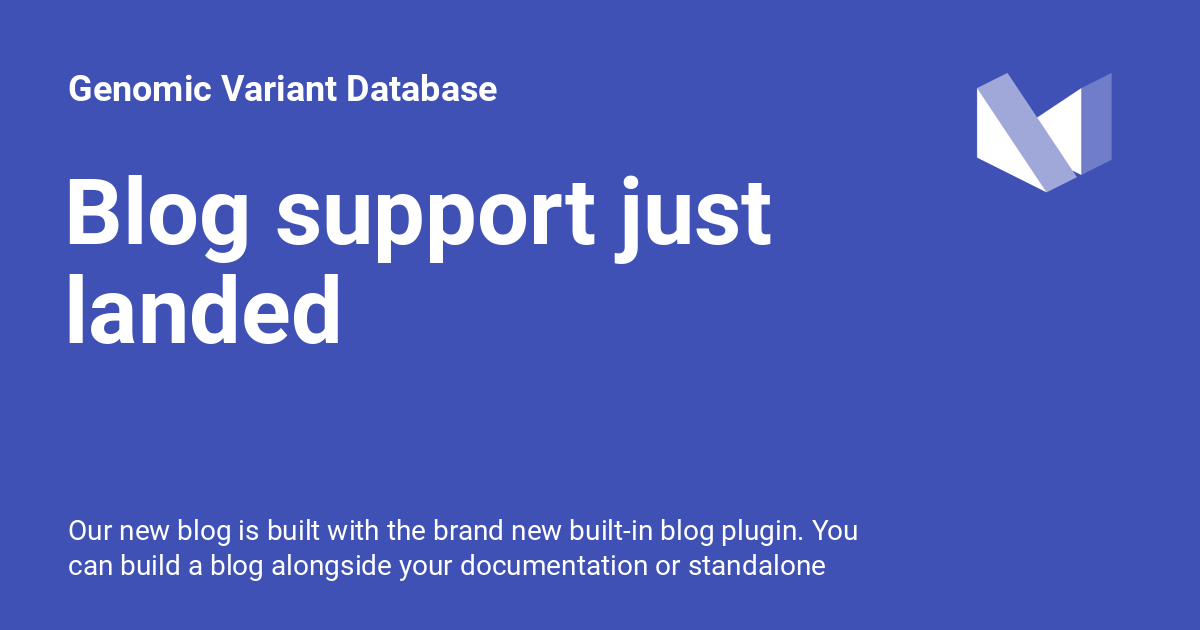 Genomic Variant Database
Blog support just
landed
Our new blog is built with the brand new built-in blog plugin. You
can build a blog alongside your documentation or standalone